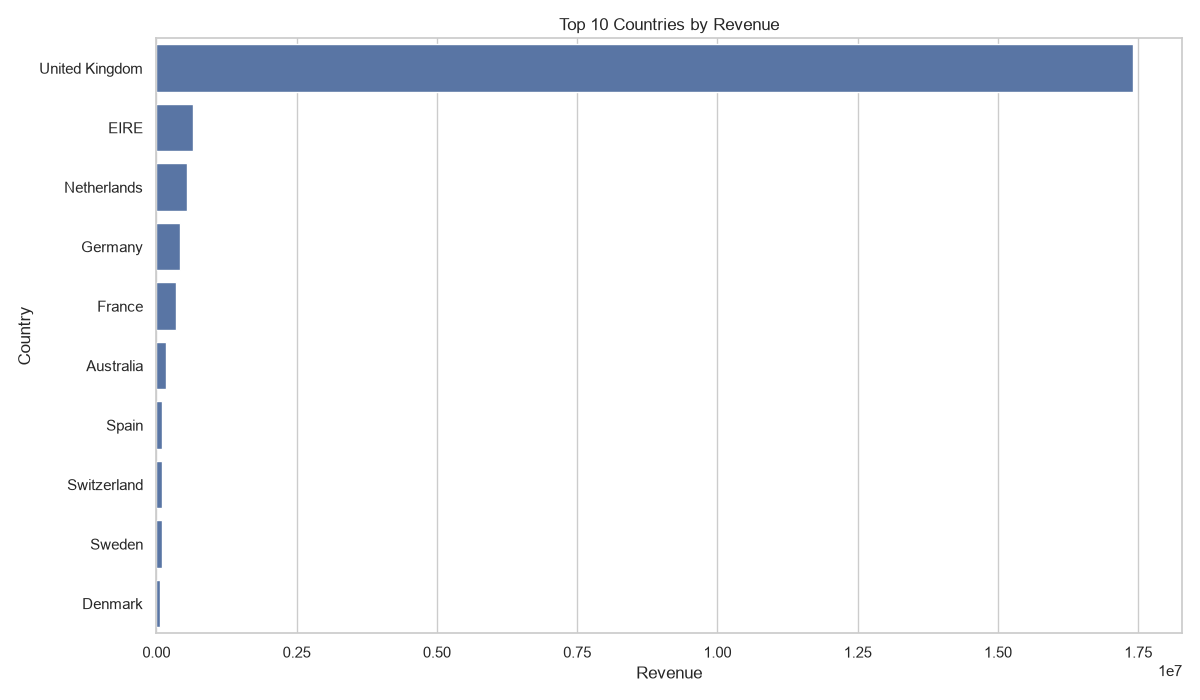 Top 10 Countries by Revenue
United Kingdom
EIRE
Netherlands
Germany
France
Australia
Spain
Switzerland
Sweden
Denmark
Country
0.00 0.25 0.50 0.75 1.00 1.25 1.50 1.75
1e7
Revenue